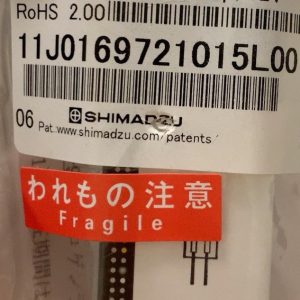 RoHS 2.00
11J0169721015L00
06 SHIMADZU
Pat.www.shimadzu.com/patents
われもの注意
Fragile